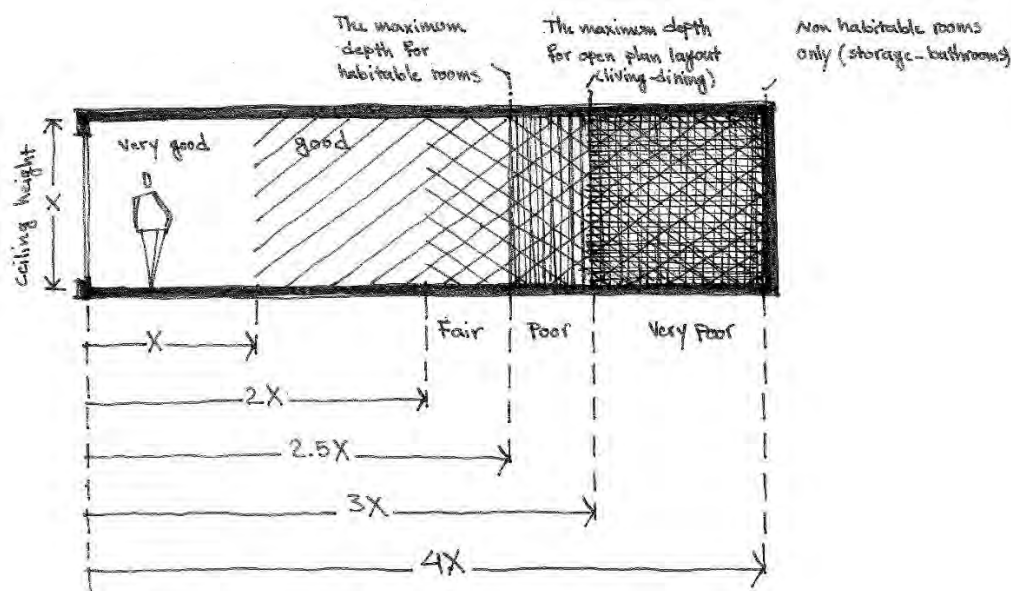 The maximum
depth for
habitable rooms
The maximum depth
for open plan layout
(living-dining)
Non habitable rooms
only (storage-bathrooms)
very good
good
Ceiling height
X
Fair
Poor
Very Poor
X
2X
2.5X
3X
4X